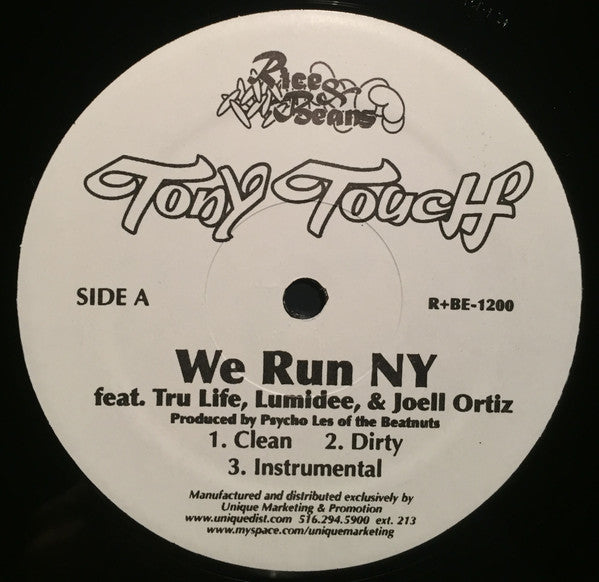 Rice &
Beans
Tony Touch
SIDE A
R+BE-1200
We Run NY
feat. Tru Life, Lumidee, & Joell Ortiz
Produced by Psycho Les of the Beatnuts
1. Clean 2. Dirty
3. Instrumental
Manufactured and distributed exclusively by
Unique Marketing & Promotion
www.uniquedist.com 516.294.5900 ext. 213
www.myspace.com/uniquemarketing